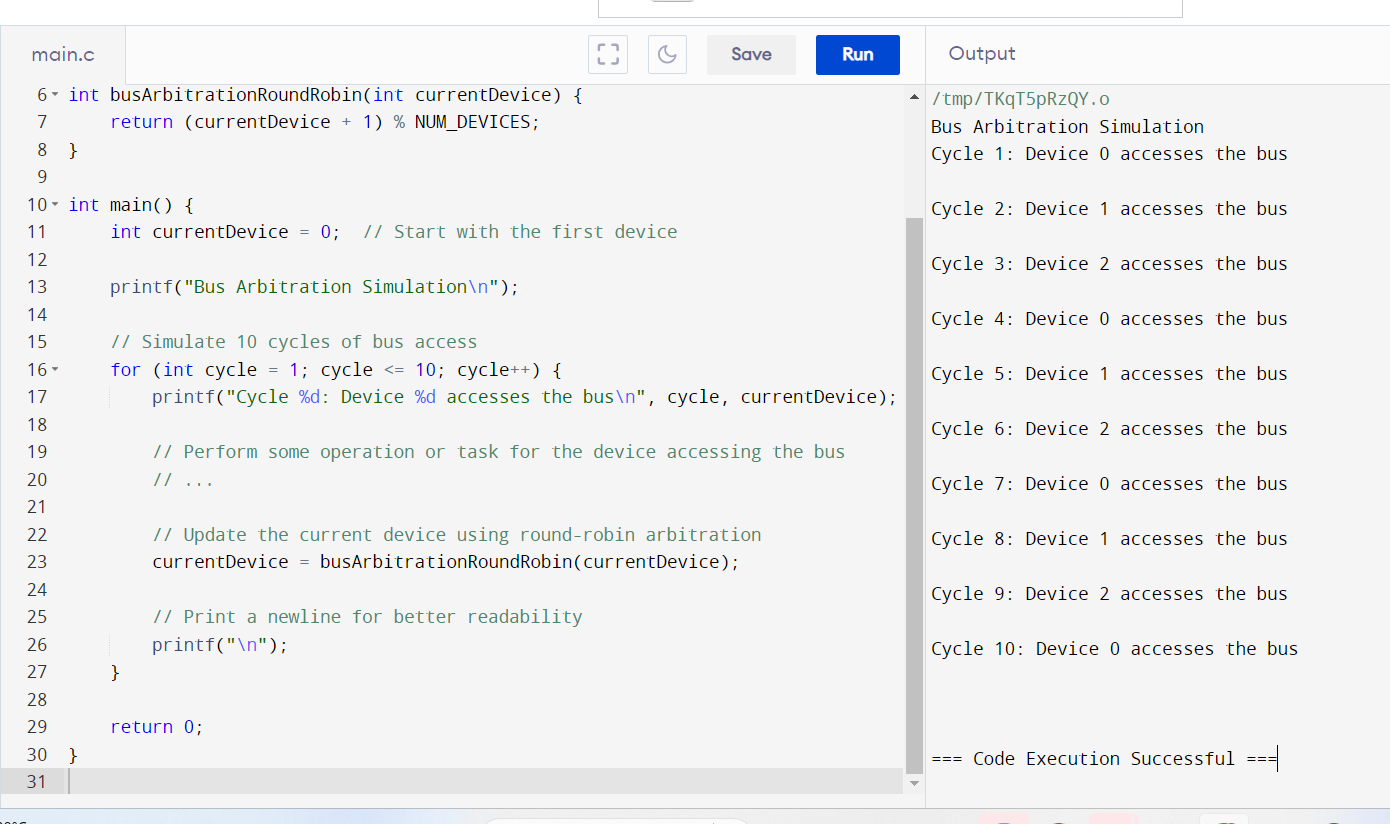 main.c
Save
Run
Output
6 int busArbitrationRoundRobin(int currentDevice) {
7 return (currentDevice + 1) % NUM_DEVICES;
8 }
9
10 int main() {
11 int currentDevice = 0;  // Start with the first device
12
13 printf("Bus Arbitration Simulation\n");
14
15 // Simulate 10 cycles of bus access
16 for (int cycle = 1; cycle <= 10; cycle++) {
17 printf("Cycle %d: Device %d accesses the bus\n", cycle, currentDevice);
18
19 // Perform some operation or task for the device accessing the bus
20 // ...
21
22 // Update the current device using round-robin arbitration
23 currentDevice = busArbitrationRoundRobin(currentDevice);
24
25 // Print a newline for better readability
26 printf("\n");
27 }
28
29 return 0;
30 }
31
/tmp/TKqT5pRzQY.o
Bus Arbitration Simulation
Cycle 1: Device 0 accesses the bus
Cycle 2: Device 1 accesses the bus
Cycle 3: Device 2 accesses the bus
Cycle 4: Device 0 accesses the bus
Cycle 5: Device 1 accesses the bus
Cycle 6: Device 2 accesses the bus
Cycle 7: Device 0 accesses the bus
Cycle 8: Device 1 accesses the bus
Cycle 9: Device 2 accesses the bus
Cycle 10: Device 0 accesses the bus
=== Code Execution Successful ===